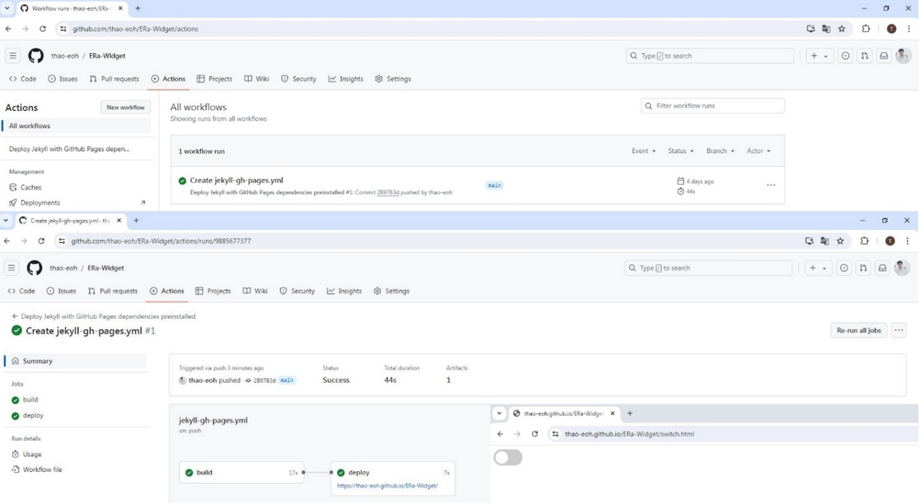 Workflow runs · thao-eoh/ERa-Widget
github.com/thao-eoh/ERa-Widget/actions
thao-eoh / ERa-Widget
Type / to search
Code Issues Pull requests Actions Projects Wiki Security Insights Settings
Actions
New workflow
All workflows
Deploy Jekyll with GitHub Pages depen...
Management
Caches
Deployments
All workflows
Showing runs from all workflows
Filter workflow runs
1 workflow run
Event Status Branch Actor
Create jekyll-gh-pages.yml
Deploy Jekyll with GitHub Pages dependencies preinstalled #1: Commit 289783d pushed by thao-eoh
main
4 days ago
44s
Create jekyll-gh-pages.yml · tha
github.com/thao-eoh/ERa-Widget/actions/runs/9885677377
thao-eoh / ERa-Widget
Type / to search
Code Issues Pull requests Actions Projects Wiki Security Insights Settings
Deploy Jekyll with GitHub Pages dependencies preinstalled
Create jekyll-gh-pages.yml #1
Re-run all jobs
Summary
Jobs
build
deploy
Run details
Usage
Workflow file
Triggered via push 3 minutes ago
thao-eoh pushed 289783d main
Status
Success
Total duration
44s
Artifacts
1
jekyll-gh-pages.yml
on: push
build 17s
deploy 7s
https://thao-eoh.github.io/ERa-Widget/
thao-eoh.github.io/ERa-Widget
thao-eoh.github.io/ERa-Widget/switch.html